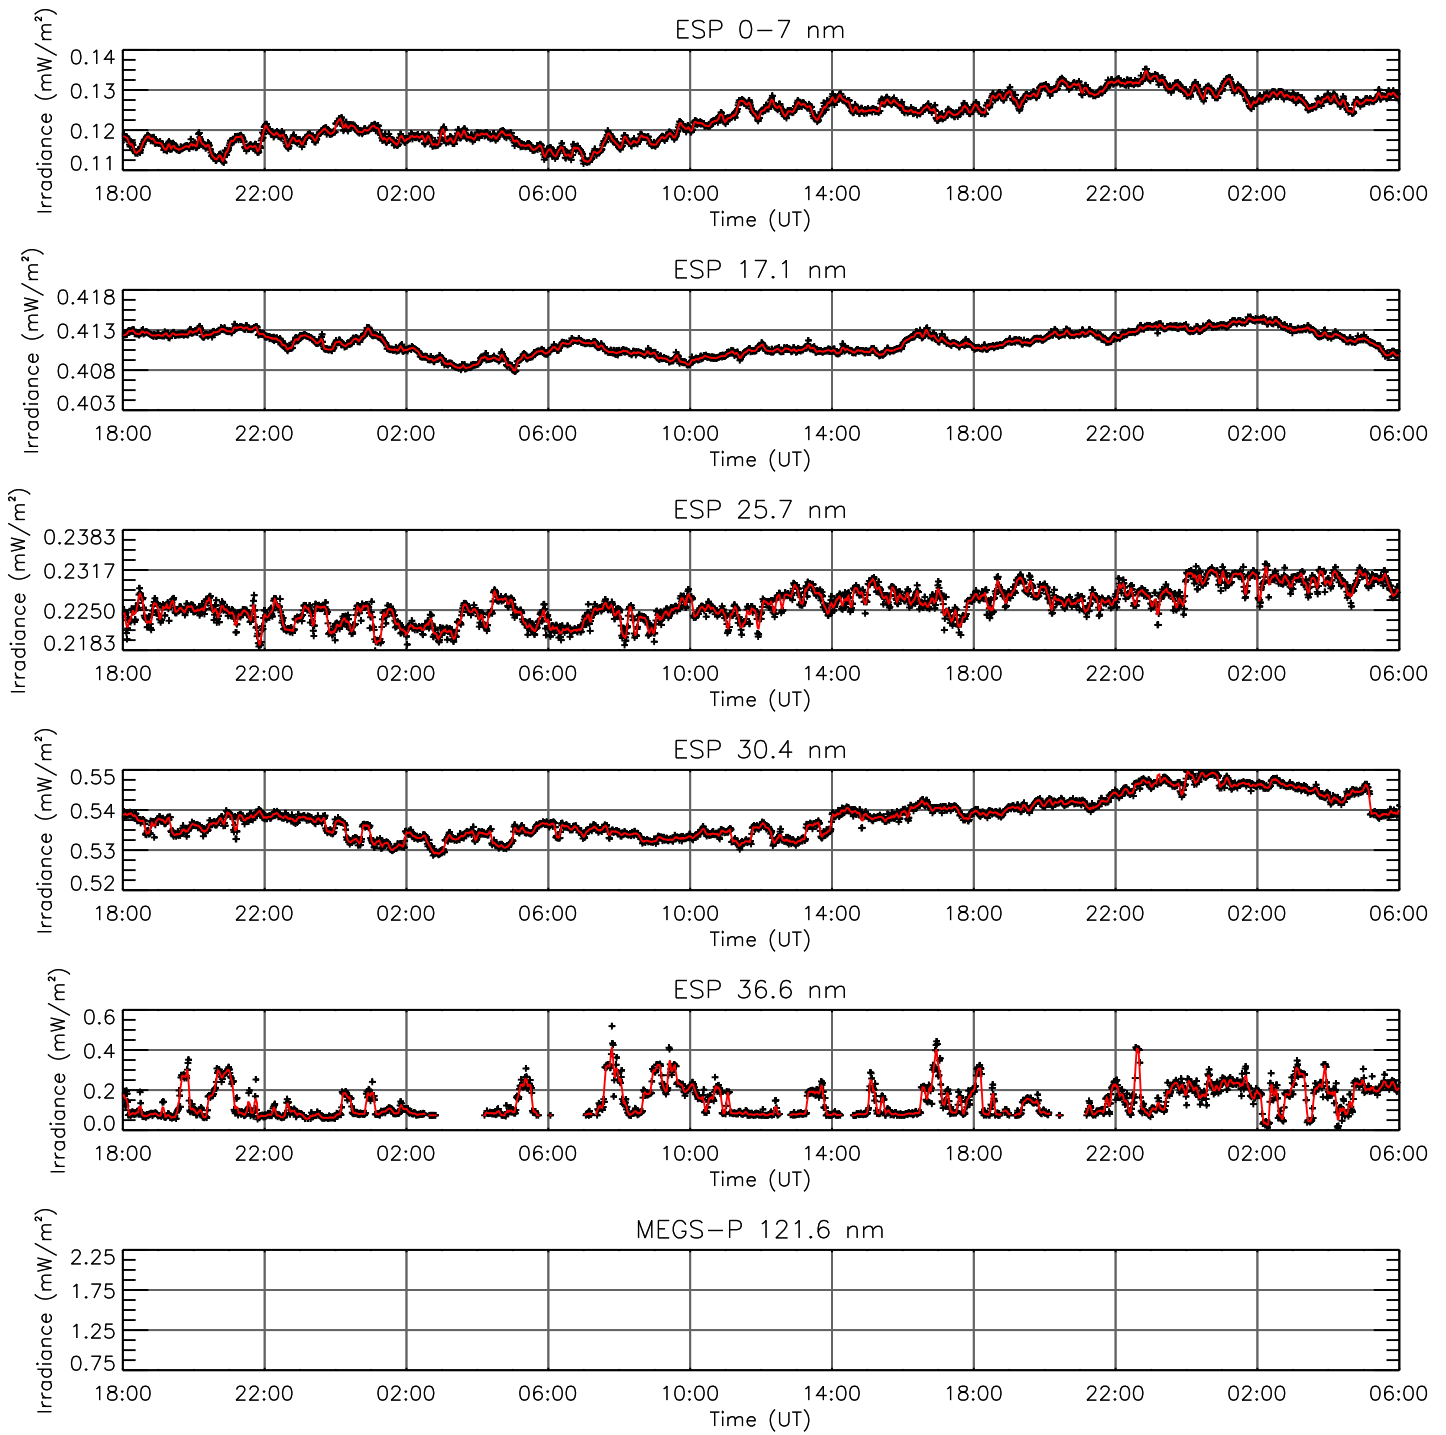 ESP 0-7 nm
Irradiance (mW/m²)
0.14
0.13
0.12
0.11
18:00 22:00 02:00 06:00 10:00 14:00 18:00 22:00 02:00 06:00
Time (UT)
ESP 17.1 nm
Irradiance (mW/m²)
0.418
0.413
0.408
0.403
18:00 22:00 02:00 06:00 10:00 14:00 18:00 22:00 02:00 06:00
Time (UT)
ESP 25.7 nm
Irradiance (mW/m²)
0.2383
0.2317
0.2250
0.2183
18:00 22:00 02:00 06:00 10:00 14:00 18:00 22:00 02:00 06:00
Time (UT)
ESP 30.4 nm
Irradiance (mW/m²)
0.55
0.54
0.53
0.52
18:00 22:00 02:00 06:00 10:00 14:00 18:00 22:00 02:00 06:00
Time (UT)
ESP 36.6 nm
Irradiance (mW/m²)
0.6
0.4
0.2
0.0
18:00 22:00 02:00 06:00 10:00 14:00 18:00 22:00 02:00 06:00
Time (UT)
MEGS-P 121.6 nm
Irradiance (mW/m²)
2.25
1.75
1.25
0.75
18:00 22:00 02:00 06:00 10:00 14:00 18:00 22:00 02:00 06:00
Time (UT)